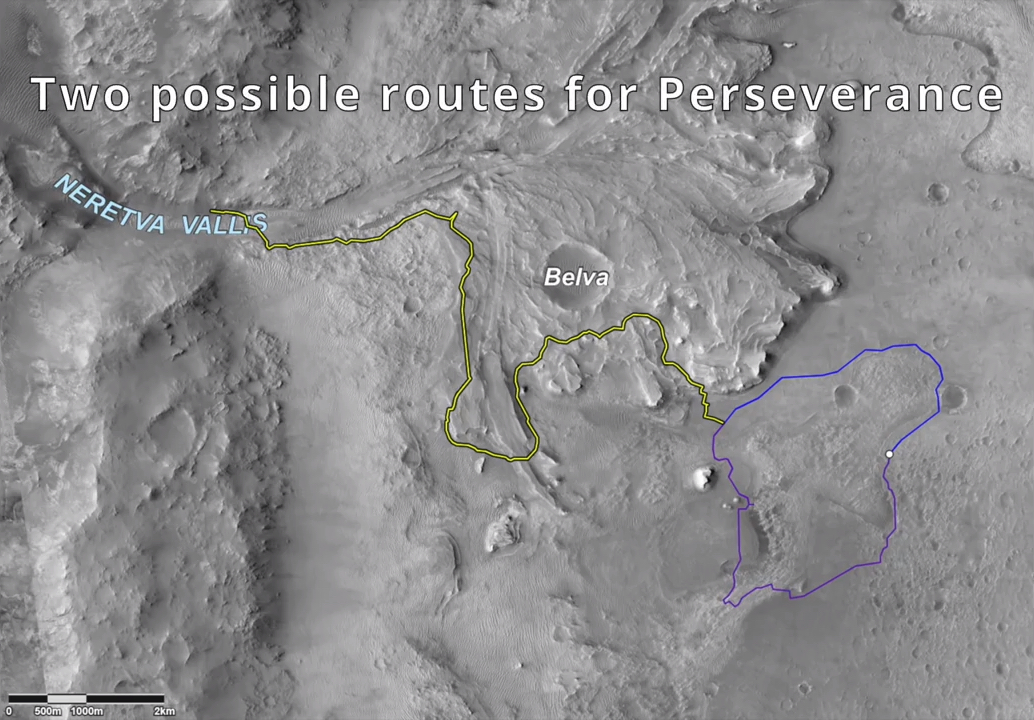 Two possible routes for Perseverance
NERETVA VALLIS
Belva
0 500m 1000m 2km